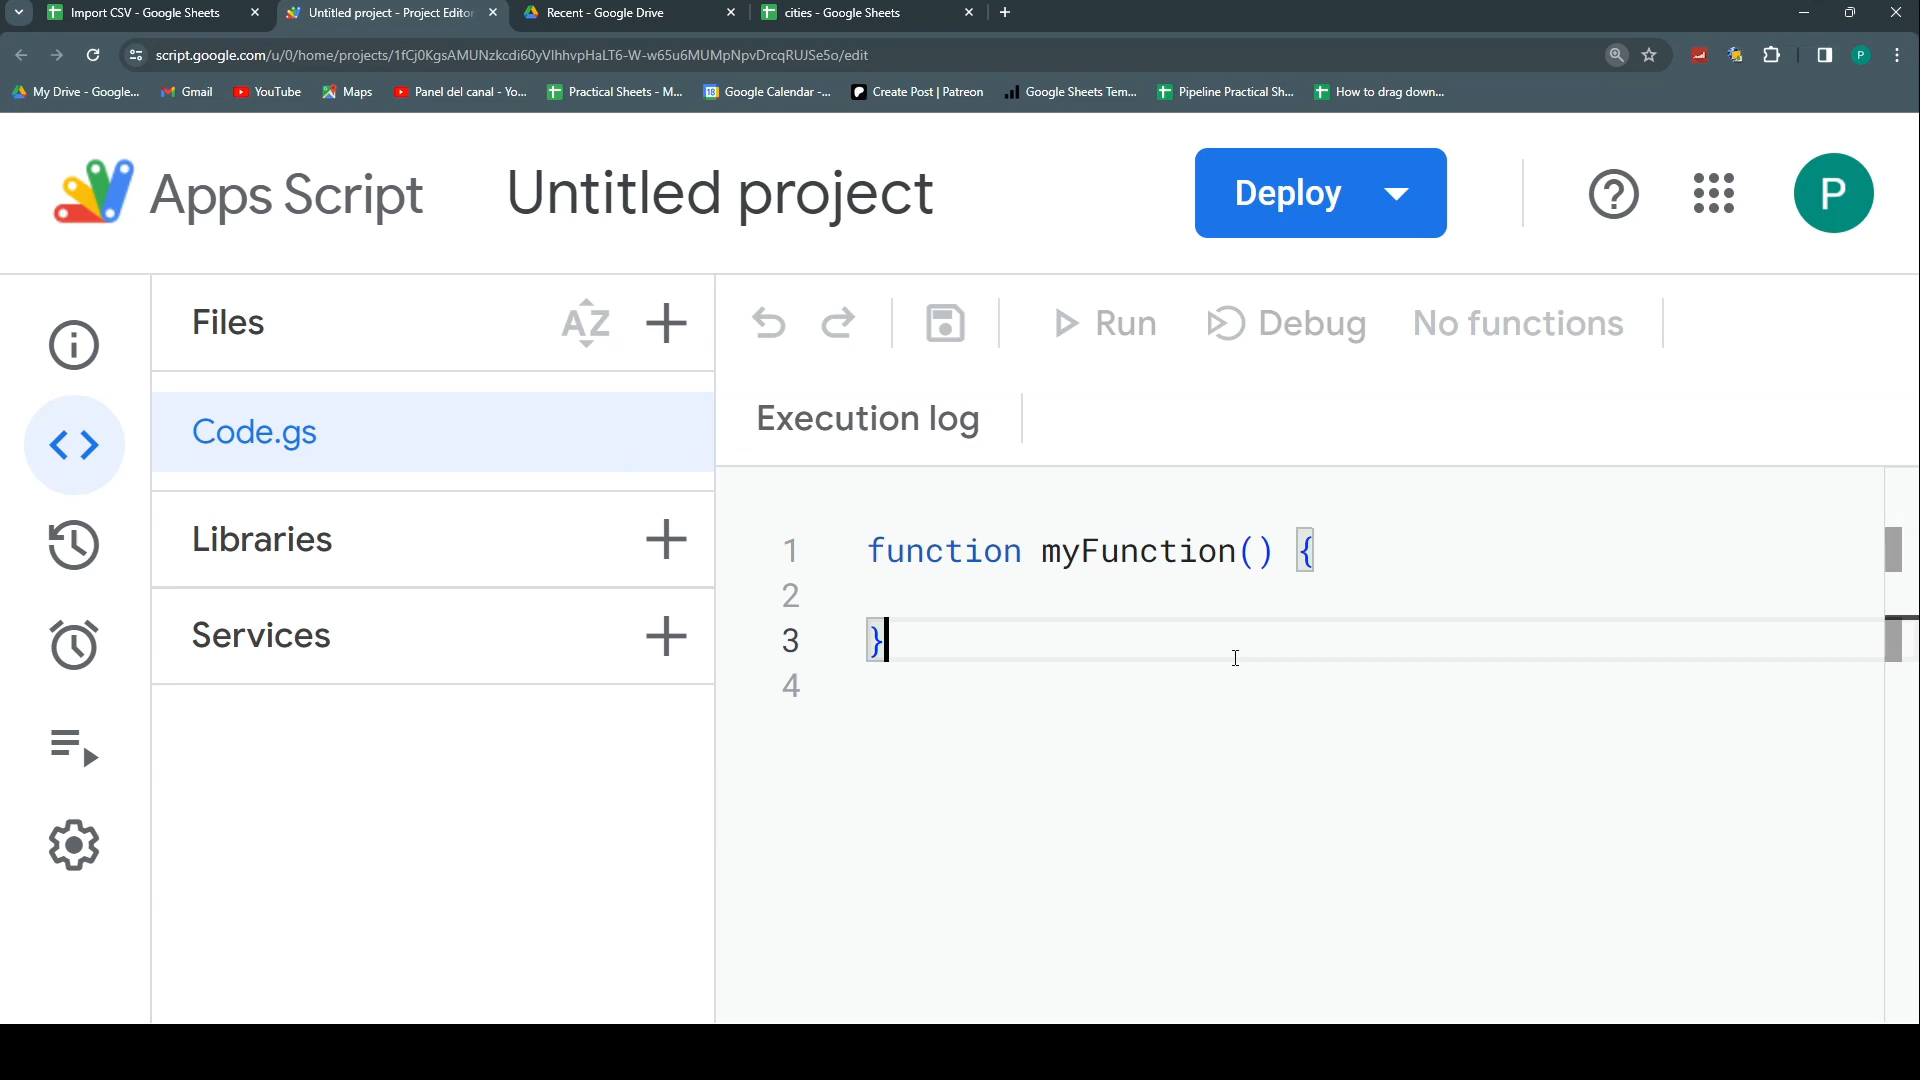 Import CSV - Google Sheets
Untitled project - Project Editor
Recent - Google Drive
cities - Google Sheets
script.google.com/u/0/home/projects/1fCj0KgsAMUNzkcdi60yVIhhvpHaLT6-W-w65u6MUMpNpvDrcqRUJSe5o/edit
P
My Drive - Google...
Gmail
YouTube
Maps
Panel del canal - Yo...
Practical Sheets - M...
18
Google Calendar -...
Create Post | Patreon
Google Sheets Tem...
Pipeline Practical Sh...
How to drag down...
Apps Script
Untitled project
Deploy
P
Files
AZ
Run
Debug
No functions
Execution log
Code.gs
Libraries
Services
1 function myFunction() {
2
3 }
4